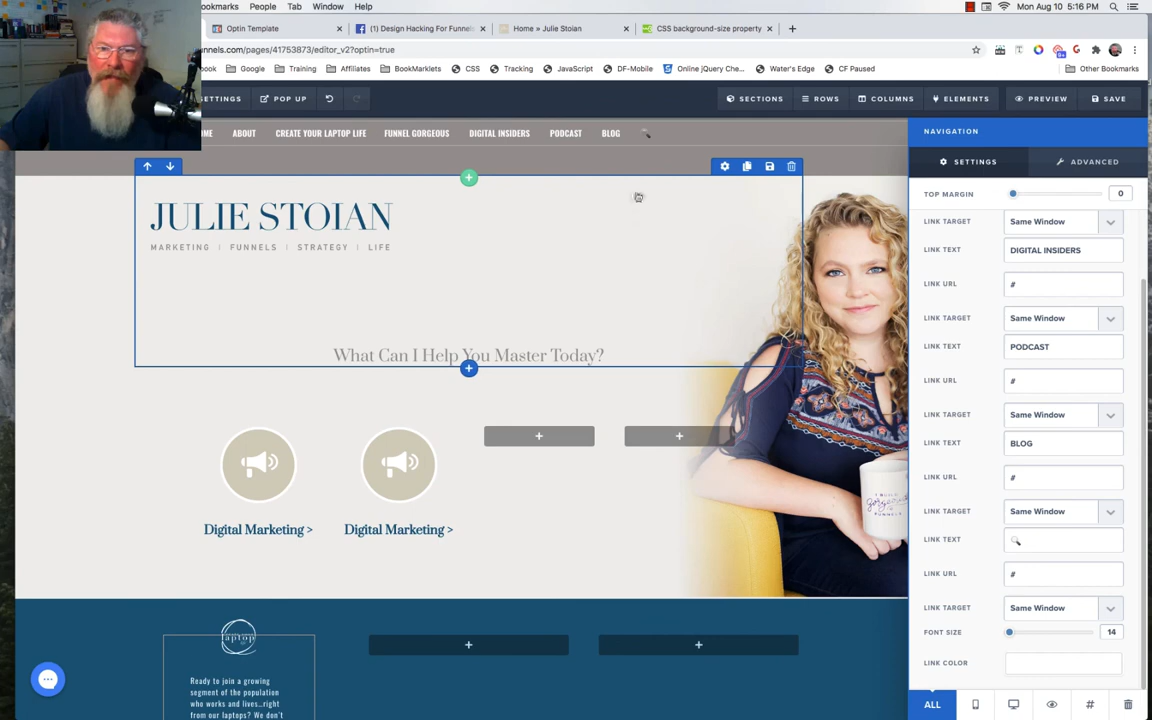 okmarks People Tab Window Help
Mon Aug 10 5:16 PM
Optin Template
(1) Design Hacking For Funnel
Home » Julie Stoian
CSS background-size property
unnels.com/pages/41753873/editor_v2?optin=true
ook Google Training Affiliates BookMarklets CSS Tracking JavaScript DF-Mobile Online jQuery Che... Water's Edge CF Paused Other Bookmarks
ETTINGS POP UP SECTIONS ROWS COLUMNS ELEMENTS PREVIEW SAVE
OME ABOUT CREATE YOUR LAPTOP LIFE FUNNEL GORGEOUS DIGITAL INSIDERS PODCAST BLOG
JULIE STOIAN
MARKETING | FUNNELS | STRATEGY | LIFE
What Can I Help You Master Today?
Digital Marketing >
Digital Marketing >
laptop
Ready to join a growing
segment of the population
who works and lives...right
from our laptops? We don't
NAVIGATION
SETTINGS ADVANCED
TOP MARGIN 0
LINK TARGET Same Window
LINK TEXT DIGITAL INSIDERS
LINK URL #
LINK TARGET Same Window
LINK TEXT PODCAST
LINK URL #
LINK TARGET Same Window
LINK TEXT BLOG
LINK URL #
LINK TARGET Same Window
LINK TEXT 🔍
LINK URL #
LINK TARGET Same Window
FONT SIZE 14
LINK COLOR
ALL #